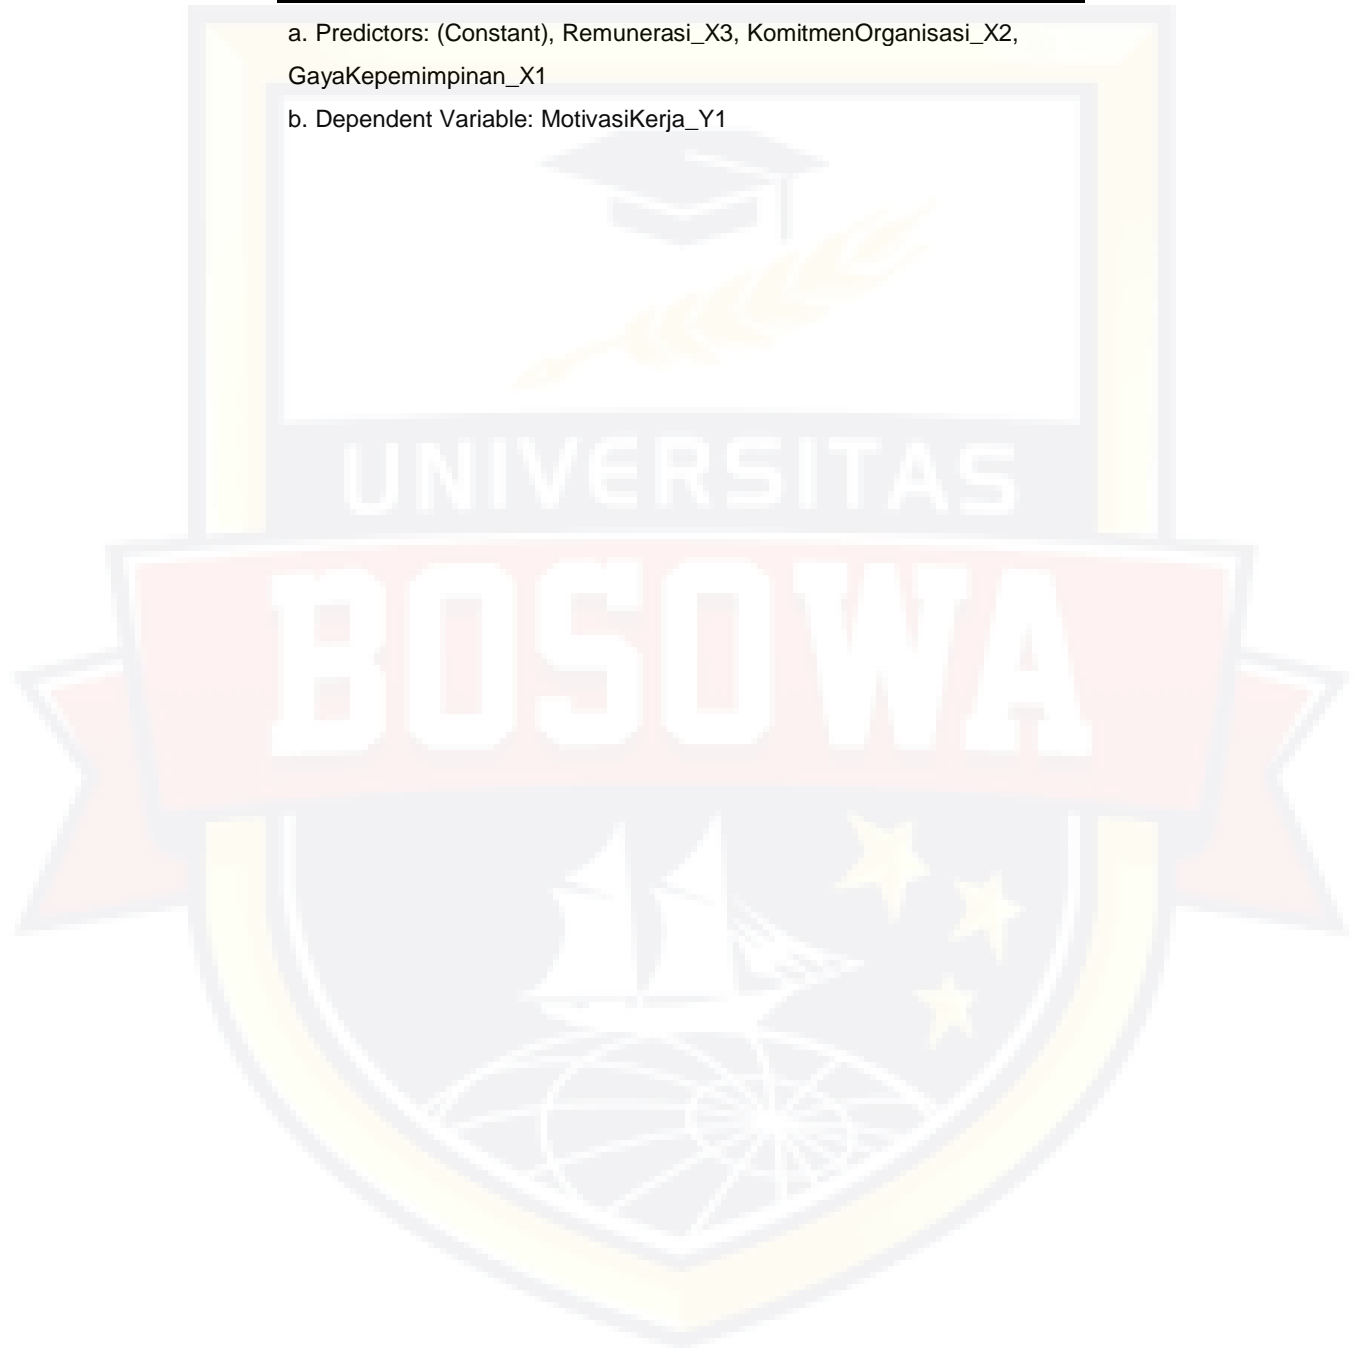 a. Predictors: (Constant), Remunerasi_X3, KomitmenOrganisasi_X2,
GayaKepemimpinan_X1
b. Dependent Variable: MotivasiKerja_Y1
UNIVERSITAS
BOSOWA